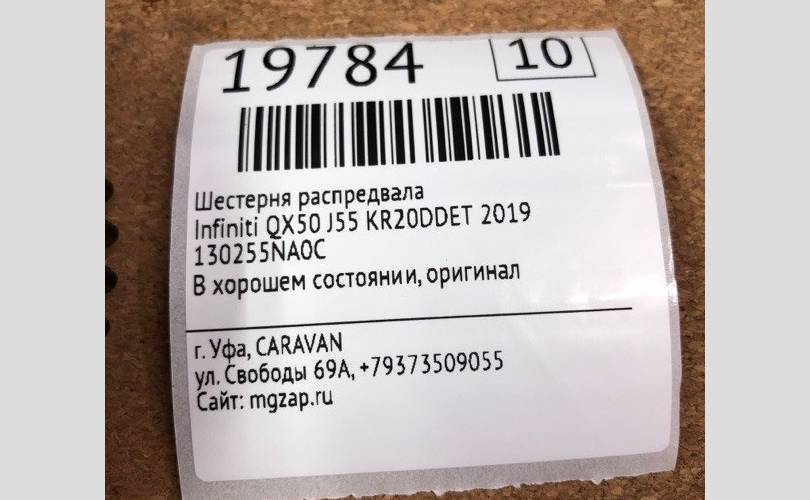 19784
10
Шестерня распредвала
Infiniti QX50 J55 KR20DDET 2019
130255NA0C
В хорошем состоянии, оригинал
г. Уфа, CARAVAN
ул. Свободы 69А, +79373509055
Сайт: mgzap.ru